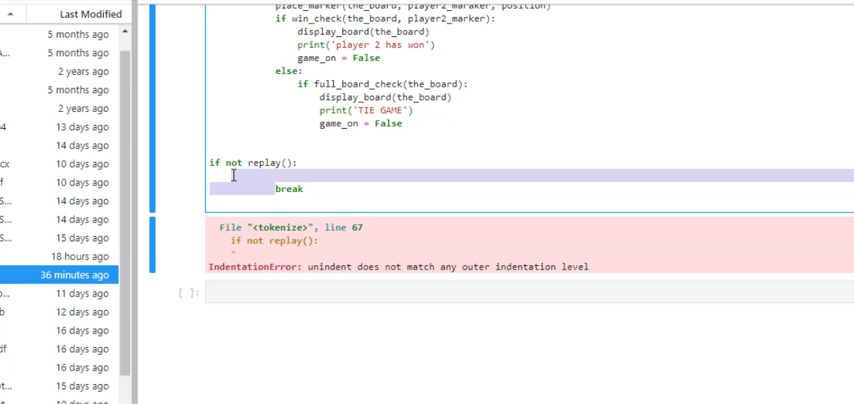 Last Modified
5 months ago
5 months ago
2 years ago
5 months ago
2 years ago
13 days ago
14 days ago
10 days ago
10 days ago
14 days ago
14 days ago
15 days ago
18 hours ago
36 minutes ago
11 days ago
12 days ago
16 days ago
16 days ago
16 days ago
15 days ago
10 days ago
place_marker(the_board, player2_maraker, position)
if win_check(the_board, player2_marker):
display_board(the_board)
print('player 2 has won')
game_on = False
else:
if full_board_check(the_board):
display_board(the_board)
print('TIE GAME')
game_on = False
if not replay():
break
File "<tokenize>", line 67
if not replay():
^
IndentationError: unindent does not match any outer indentation level
[ ]: